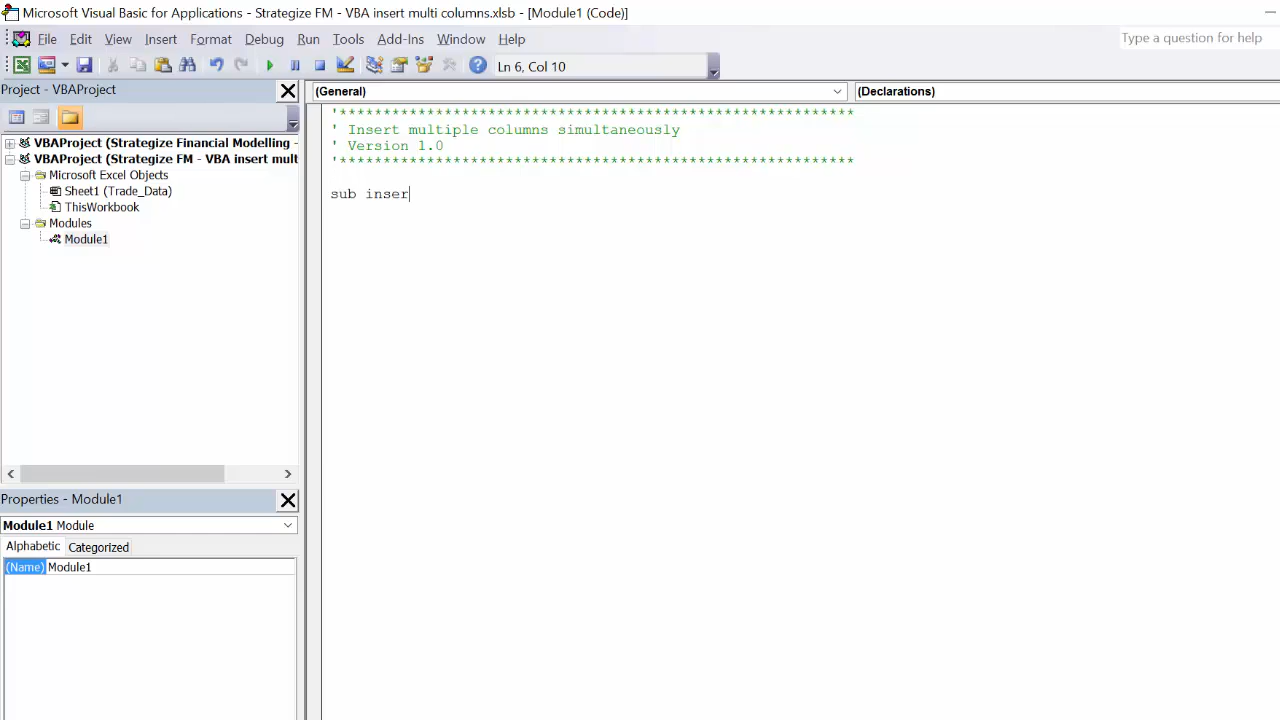 Microsoft Visual Basic for Applications - Strategize FM - VBA insert multi columns.xlsb - [Module1 (Code)]
File Edit View Insert Format Debug Run Tools Add-Ins Window Help
Type a question for help
Ln 6, Col 10
Project - VBAProject
(General)
(Declarations)
VBAProject (Strategize Financial Modelling -
VBAProject (Strategize FM - VBA insert mult
Microsoft Excel Objects
Sheet1 (Trade_Data)
ThisWorkbook
Modules
Module1
'***********************************************************
' Insert multiple columns simultaneously
' Version 1.0
'***********************************************************
sub inser
Properties - Module1
Module1 Module
Alphabetic Categorized
(Name) Module1